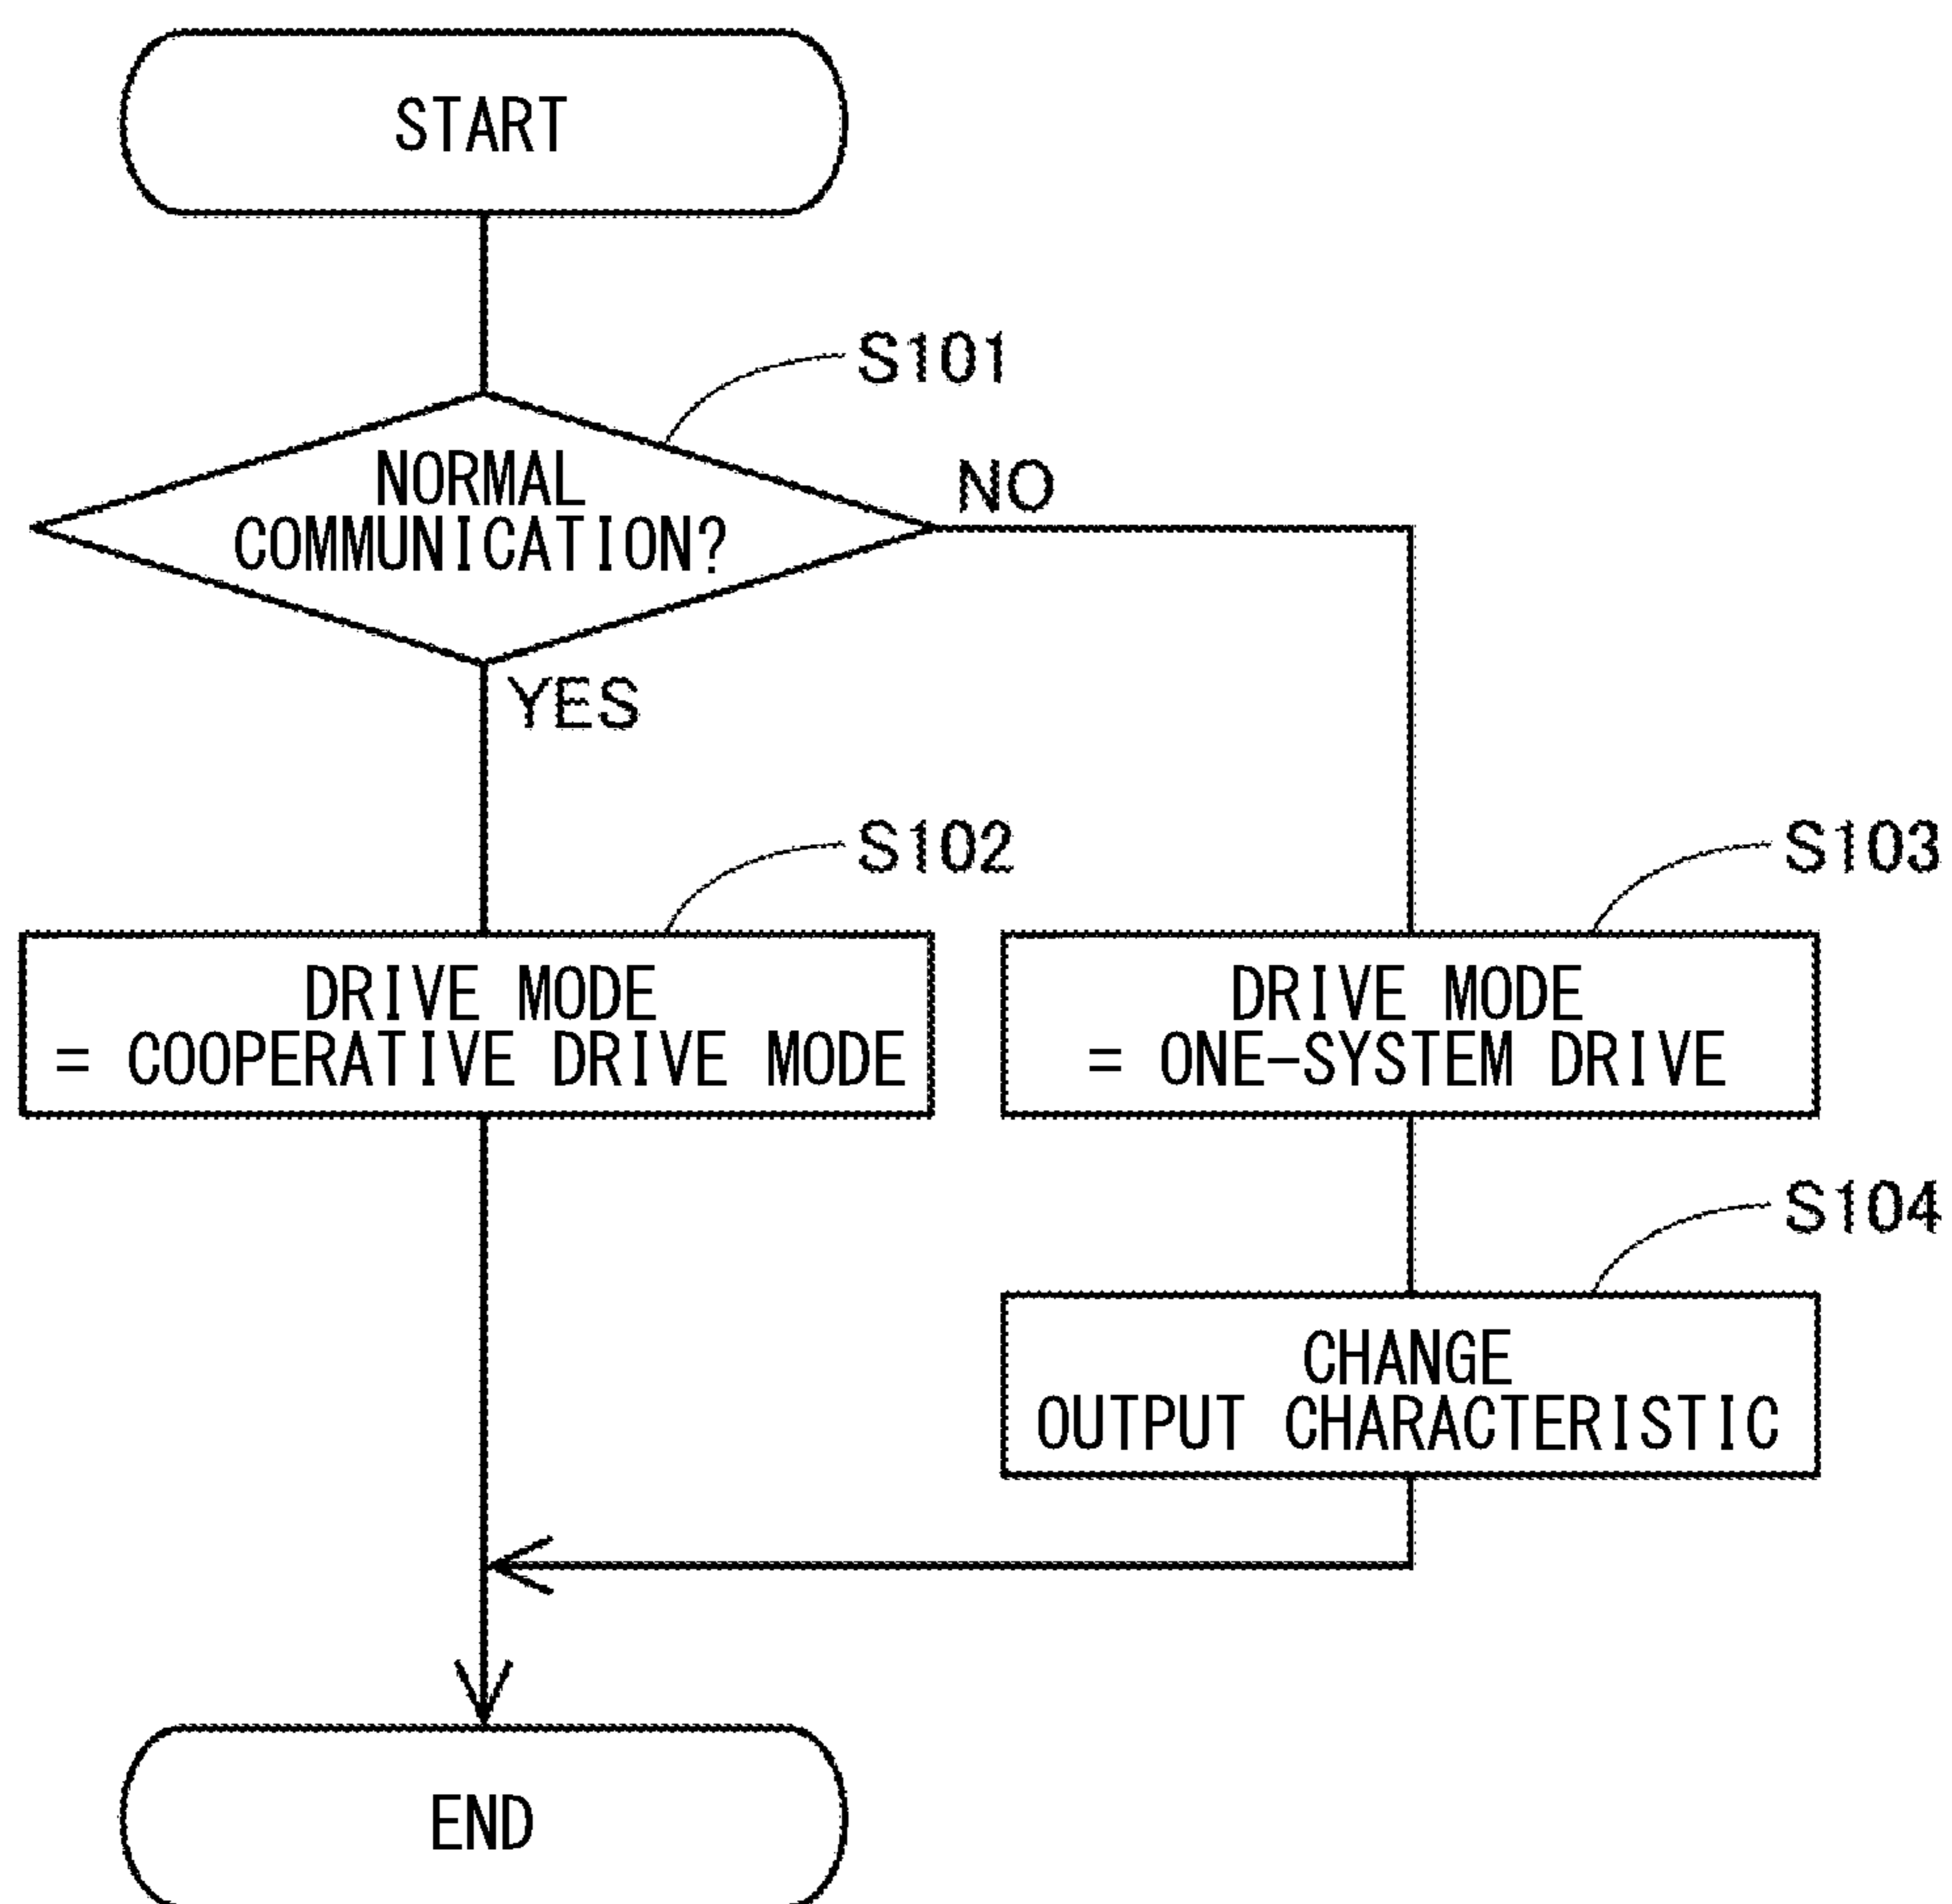 START
S101
NORMAL
COMMUNICATION?
NO
YES
S102
DRIVE MODE
= COOPERATIVE DRIVE MODE
S103
DRIVE MODE
= ONE-SYSTEM DRIVE
S104
CHANGE
OUTPUT CHARACTERISTIC
END